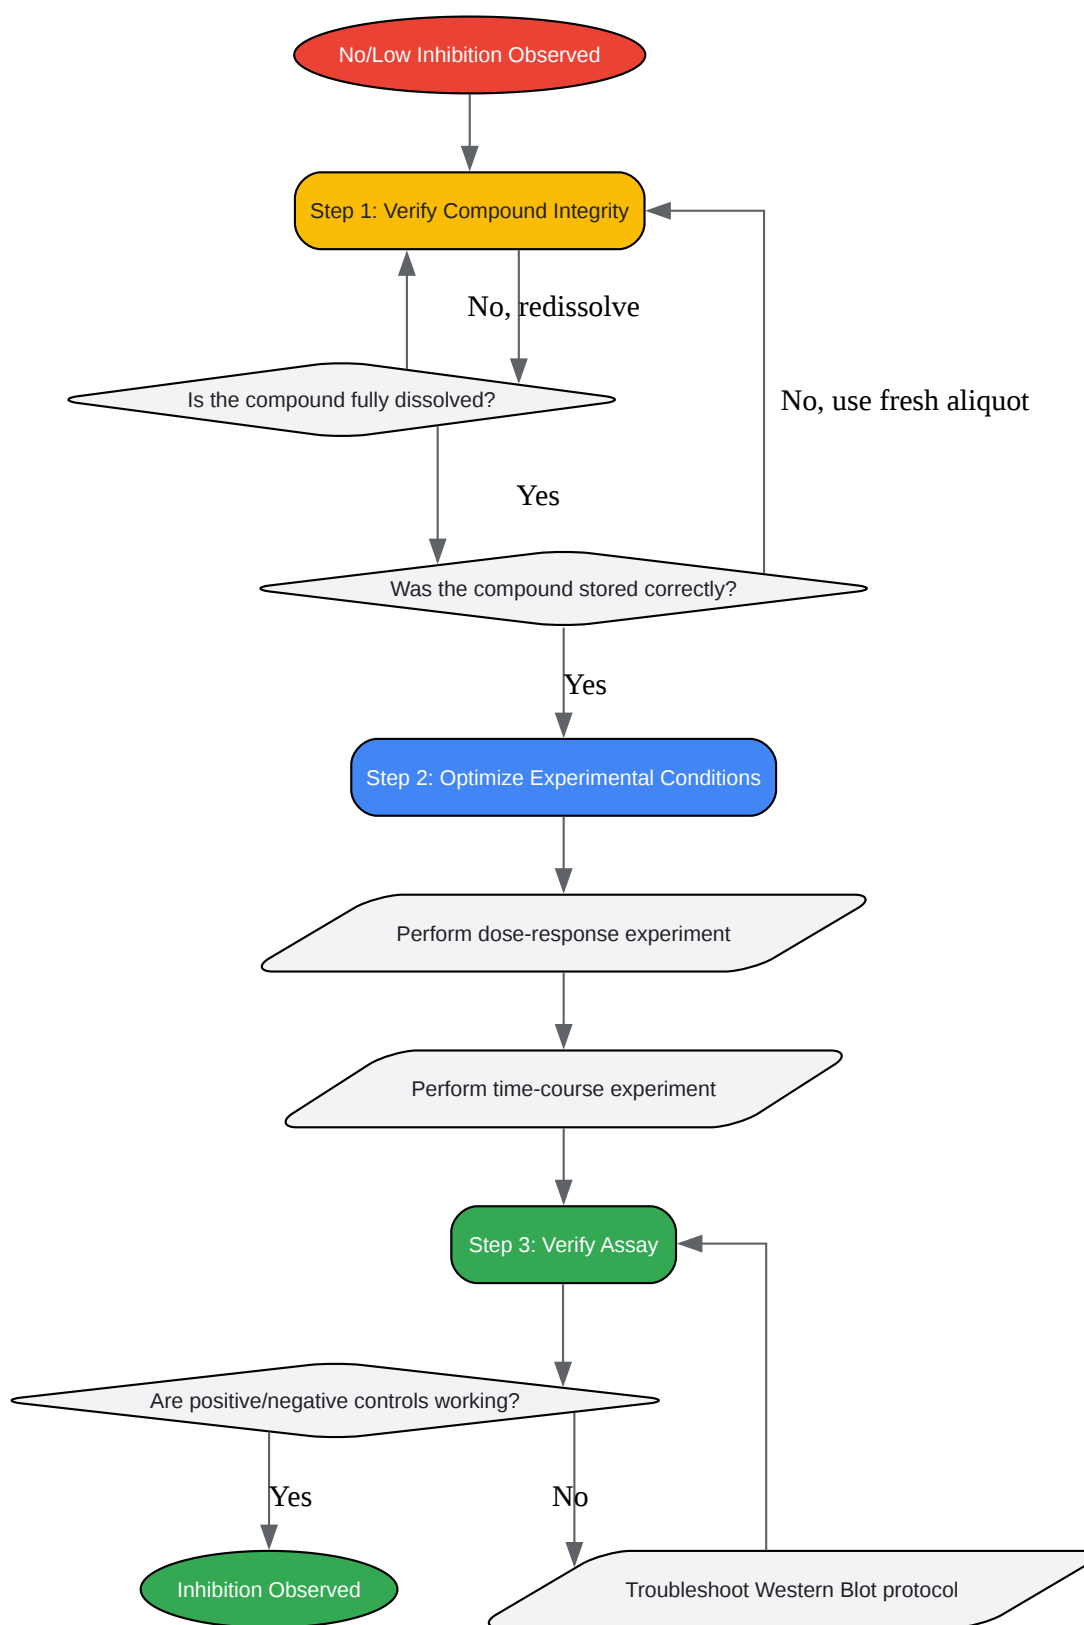 No/Low Inhibition Observed
Step 1: Verify Compound Integrity
No, redissolve
Is the compound fully dissolved?
No, use fresh aliquot
Yes
Was the compound stored correctly?
Yes
Step 2: Optimize Experimental Conditions
Perform dose-response experiment
Perform time-course experiment
Step 3: Verify Assay
Are positive/negative controls working?
Yes
No
Inhibition Observed
Troubleshoot Western Blot protocol